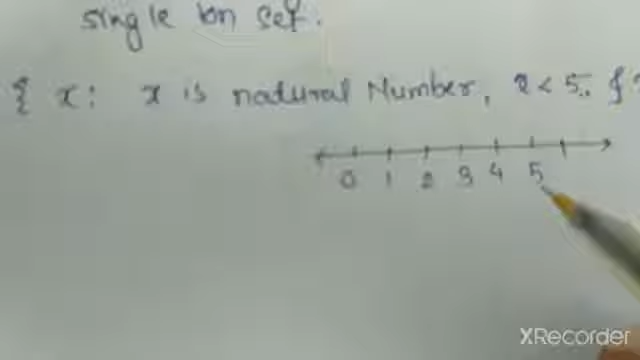 single ton set.
{ x: x is natural Number, x < 5. }
0 1 2 3 4 5
XRecorder